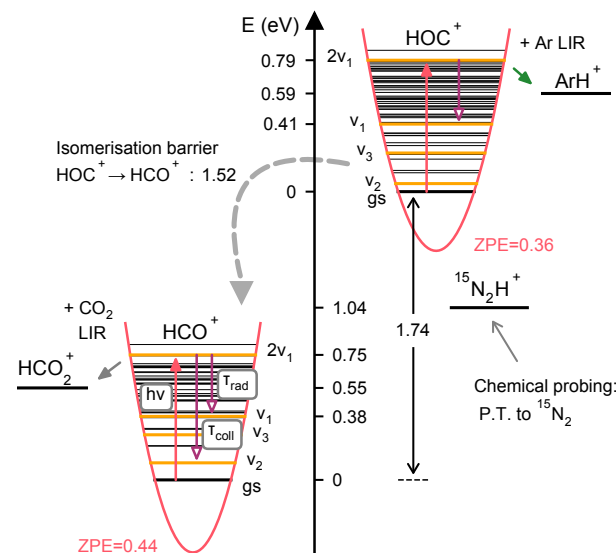 E (eV)
HOC⁺
+ Ar LIR
0.79
2v₁
ArH⁺
0.59
0.41
v₁
Isomerisation barrier
HOC⁺ → HCO⁺ : 1.52
v₃
v₂
0
gs
ZPE=0.36
¹⁵N₂H⁺
1.04
+ CO₂
LIR
HCO⁺
1.74
2v₁
0.75
HCO₂⁺
hv
τrad
0.55
Chemical probing:
P.T. to ¹⁵N₂
v₁
0.38
τcoll
v₃
v₂
gs
0
ZPE=0.44